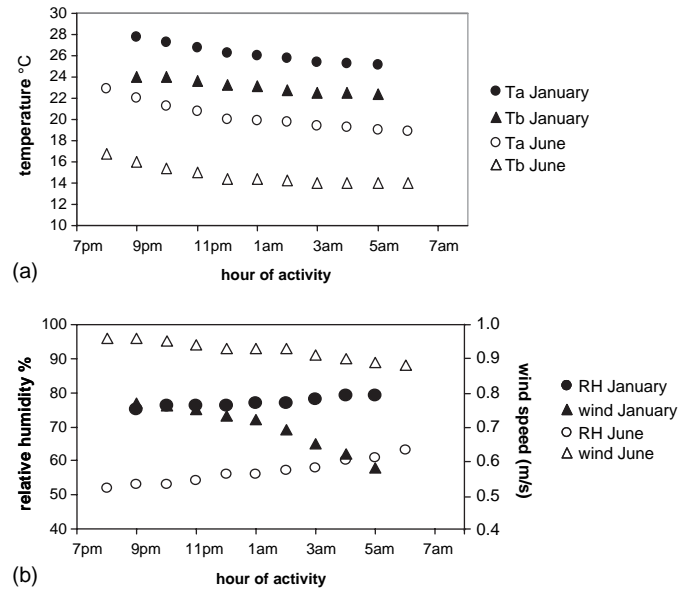 30
28
26
24
22
20
18
16
14
12
10
temperature °C
7pm 9pm 11pm 1am 3am 5am 7am
hour of activity
Ta January
Tb January
Ta June
Tb June
(a)
100
90
80
70
60
50
40
relative humidity %
1.0
0.9
0.8
0.7
0.6
0.5
0.4
wind speed (m/s)
7pm 9pm 11pm 1am 3am 5am 7am
hour of activity
RH January
wind January
RH June
wind June
(b)